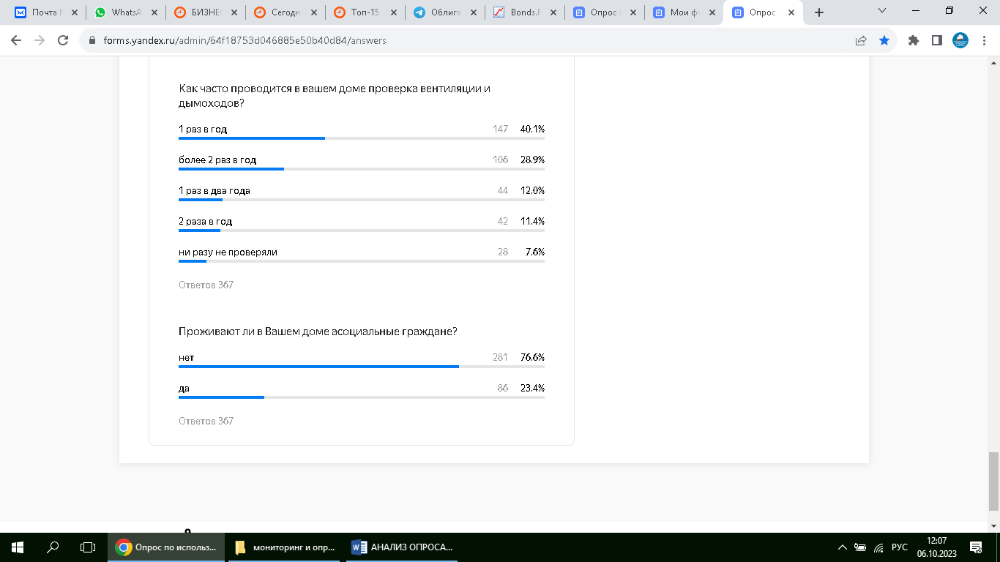 Почта
WhatsA
БИЗНЕ
Сегодн
Топ-15
Облига
Bonds.F
Опрос
Мои ф
Опрос
forms.yandex.ru/admin/64f18753d046885e50b40d84/answers
Как часто проводится в вашем доме проверка вентиляции и
дымоходов?
1 раз в год 147 40.1%
более 2 раз в год 106 28.9%
1 раз в два года 44 12.0%
2 раза в год 42 11.4%
ни разу не проверяли 28 7.6%
Ответов 367
Проживают ли в Вашем доме асоциальные граждане?
нет 281 76.6%
да 86 23.4%
Ответов 367
Опрос по использ...
мониторинг и опр...
АНАЛИЗ ОПРОСА...
РУС
12:07
06.10.2023